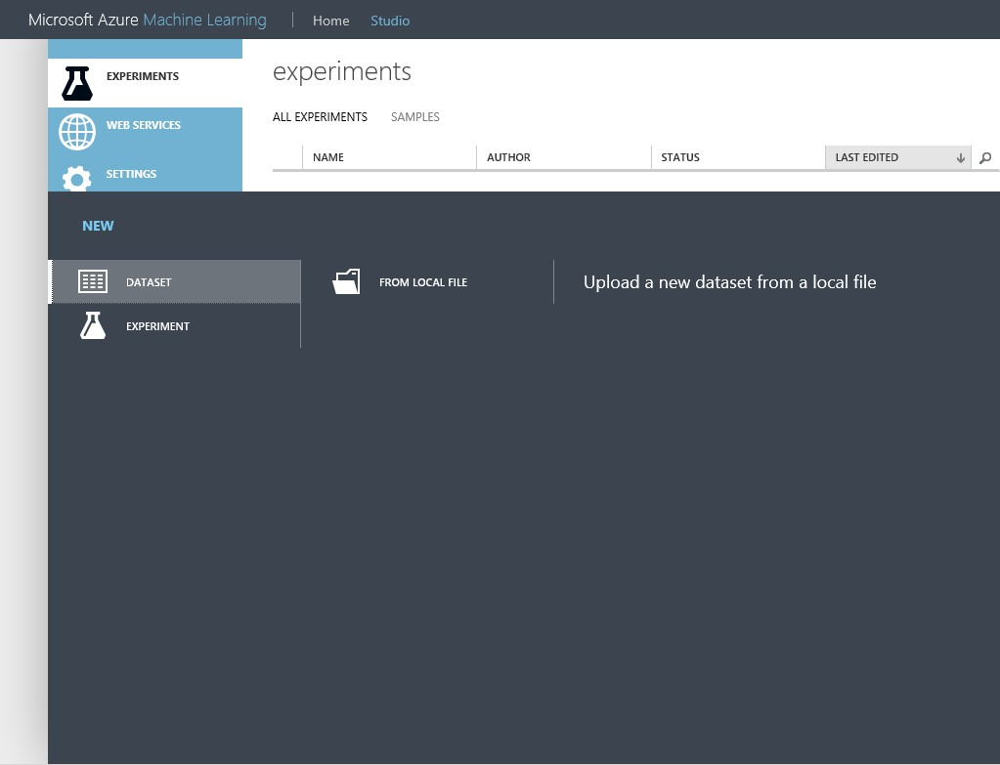 Microsoft Azure Machine Learning | Home Studio
EXPERIMENTS
WEB SERVICES
SETTINGS
experiments
ALL EXPERIMENTS SAMPLES
NAME AUTHOR STATUS LAST EDITED
NEW
DATASET FROM LOCAL FILE Upload a new dataset from a local file
EXPERIMENT